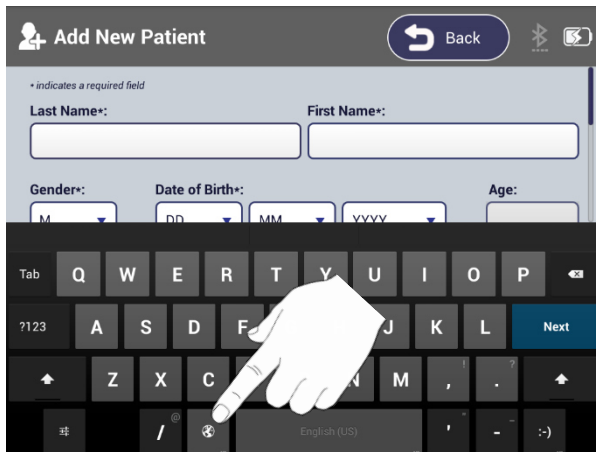 Add New Patient
Back
* indicates a required field
Last Name*: First Name*:
Gender*: Date of Birth*: Age:
M DD MM YYYY
Tab Q W E R T Y U I O P
?123 A S D F J K L Next
! ?
Z X C N M , .
@ " _
/ English (US) ' - :-)